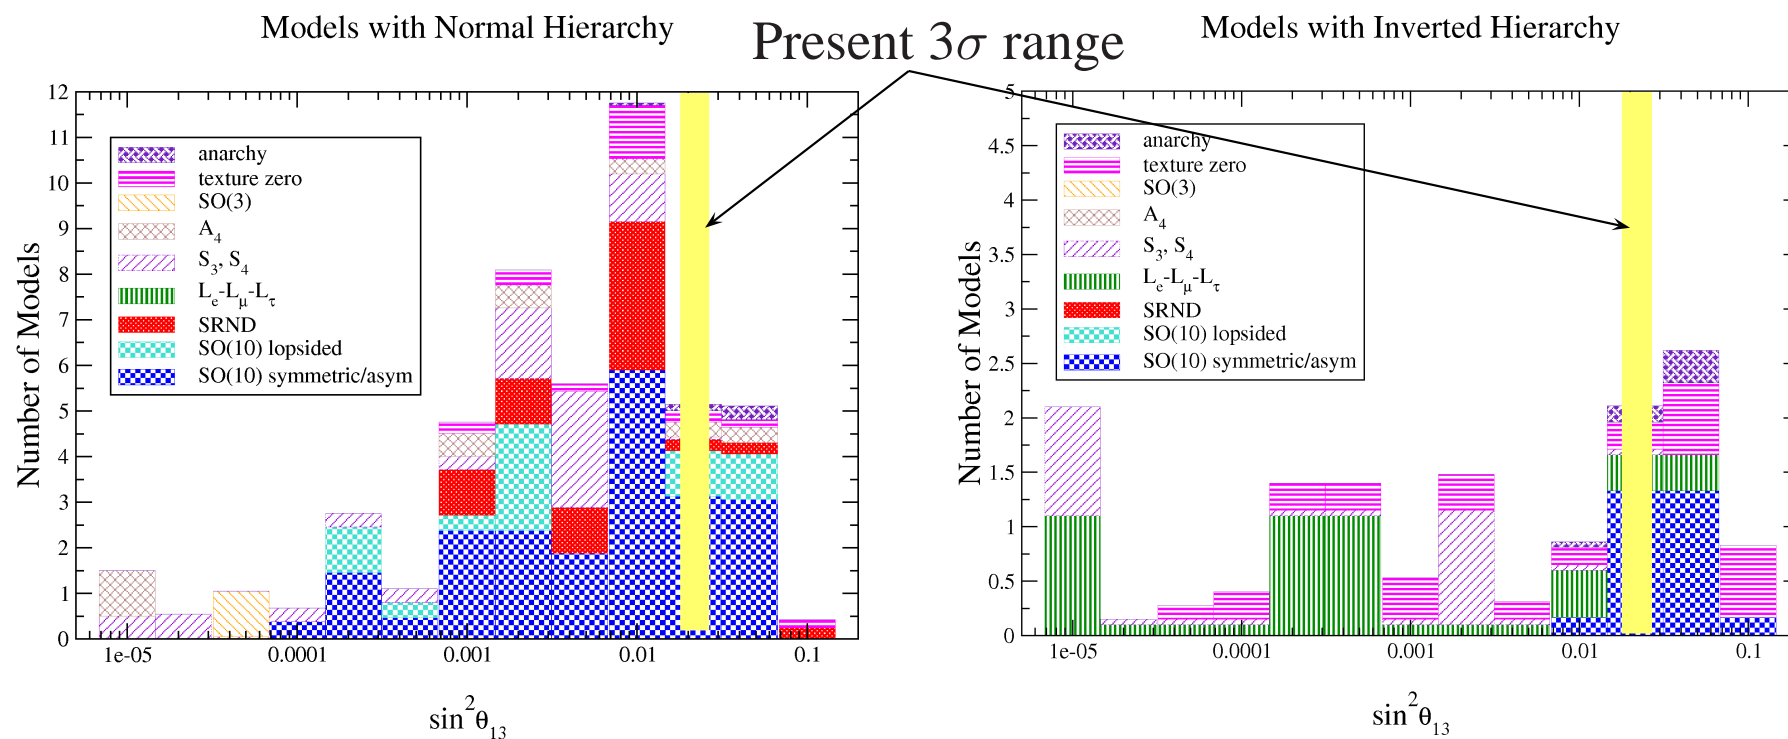 Models with Normal Hierarchy
Present 3σ range
Models with Inverted Hierarchy
12
11
10
9
8
7
6
5
4
3
2
1
0
Number of Models
anarchy
texture zero
SO(3)
A4
S3, S4
Le-Lμ-Lτ
SRND
SO(10) lopsided
SO(10) symmetric/asym
1e-05 0.0001 0.001 0.01 0.1
sin²θ13
5
4.5
4
3.5
3
2.5
2
1.5
1
0.5
0
Number of Models
anarchy
texture zero
SO(3)
A4
S3, S4
Le-Lμ-Lτ
SRND
SO(10) lopsided
SO(10) symmetric/asym
1e-05 0.0001 0.001 0.01 0.1
sin²θ13